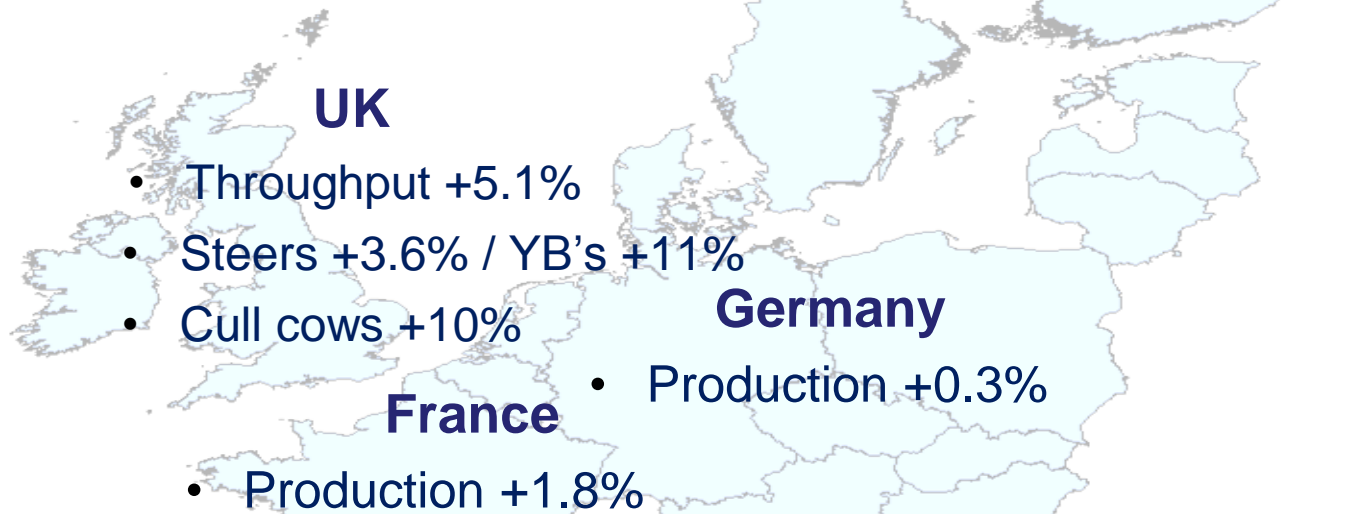 UK
• Throughput +5.1%
• Steers +3.6% / YB’s +11%
• Cull cows +10%
Germany
• Production +0.3%
France
• Production +1.8%